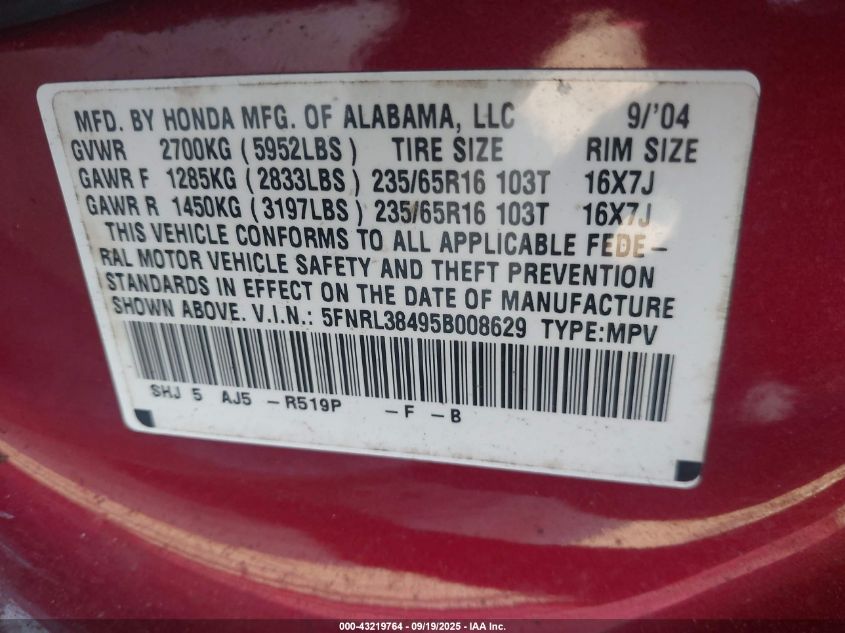 MFD. BY HONDA MFG. OF ALABAMA, LLC 9/'04
GVWR 2700KG (5952LBS) TIRE SIZE RIM SIZE
GAWR F 1285KG (2833LBS) 235/65R16 103T 16X7J
GAWR R 1450KG (3197LBS) 235/65R16 103T 16X7J
THIS VEHICLE CONFORMS TO ALL APPLICABLE FEDE-
RAL MOTOR VEHICLE SAFETY AND THEFT PREVENTION
STANDARDS IN EFFECT ON THE DATE OF MANUFACTURE
SHOWN ABOVE. V.I.N.: 5FNRL38495B008629 TYPE:MPV
SHJ 5 AJ5 -R519P -F-B
000-43219764 - 09/19/2025 - IAA Inc.